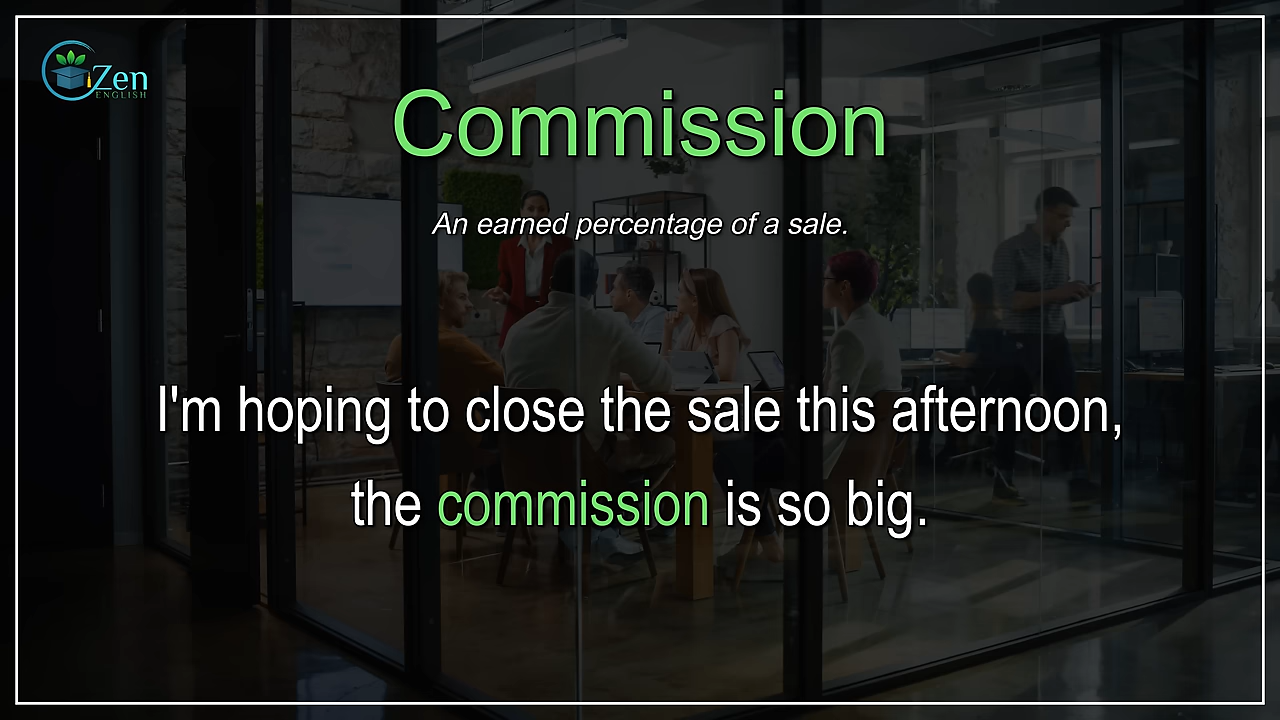 Zen
ENGLISH
Commission
An earned percentage of a sale.
I'm hoping to close the sale this afternoon,
the commission is so big.